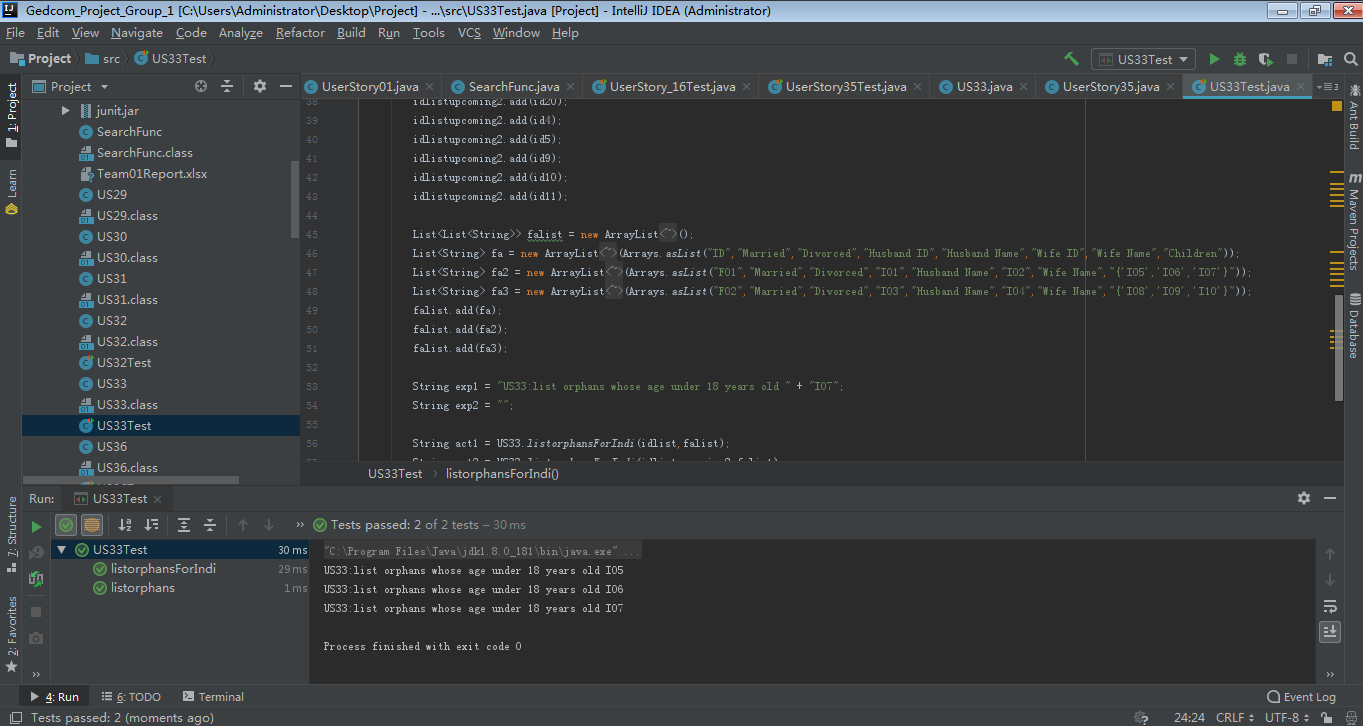 Gedcom_Project_Group_1 [C:\Users\Administrator\Desktop\Project] - ...\src\US33Test.java [Project] - IntelliJ IDEA (Administrator)
File Edit View Navigate Code Analyze Refactor Build Run Tools VCS Window Help
Project src US33Test US33Test
Project
UserStory01.java SearchFunc.java UserStory_16Test.java UserStory35Test.java US33.java UserStory35.java US33Test.java
1: Project
Learn
7: Structure
2: Favorites
junit.jar
SearchFunc
SearchFunc.class
Team01Report.xlsx
US29
US29.class
US30
US30.class
US31
US31.class
US32
US32.class
US32Test
US33
US33.class
US33Test
US36
US36.class
38 idlistupcoming2.add(id20);
39 idlistupcoming2.add(id4);
40 idlistupcoming2.add(id5);
41 idlistupcoming2.add(id9);
42 idlistupcoming2.add(id10);
43 idlistupcoming2.add(id11);
44
45 List<List<String>> falist = new ArrayList<~>();
46 List<String> fa = new ArrayList<~>(Arrays.asList("ID","Married","Divorced","Husband ID","Husband Name","Wife ID","Wife Name","Children"));
47 List<String> fa2 = new ArrayList<~>(Arrays.asList("F01","Married","Divorced","I01","Husband Name","I02","Wife Name","{'I05','I06','I07'}"));
48 List<String> fa3 = new ArrayList<~>(Arrays.asList("F02","Married","Divorced","I03","Husband Name","I04","Wife Name","{'I08','I09','I10'}"));
49 falist.add(fa);
50 falist.add(fa2);
51 falist.add(fa3);
52
53 String exp1 = "US33:list orphans whose age under 18 years old " + "I07";
54 String exp2 = "";
55
56 String act1 = US33.listorphansForIndi(idlist,falist);
US33Test listorphansForIndi()
Ant Build
Maven Projects
Database
Run: US33Test
Tests passed: 2 of 2 tests – 30 ms
US33Test 30 ms
listorphansForIndi 29 ms
listorphans 1 ms
"C:\Program Files\Java\jdk1.8.0_181\bin\java.exe" ...
US33:list orphans whose age under 18 years old I05
US33:list orphans whose age under 18 years old I06
US33:list orphans whose age under 18 years old I07
Process finished with exit code 0
4: Run 6: TODO Terminal Event Log
Tests passed: 2 (moments ago) 24:24 CRLF UTF-8